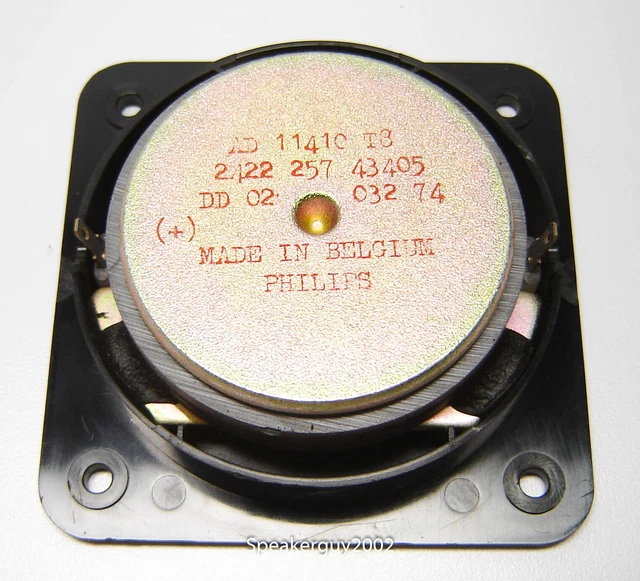 AD 11410 T8
2422 257 43405
DD 02 032 74
(+)
MADE IN BELGIUM
PHILIPS
Speakerguy2002